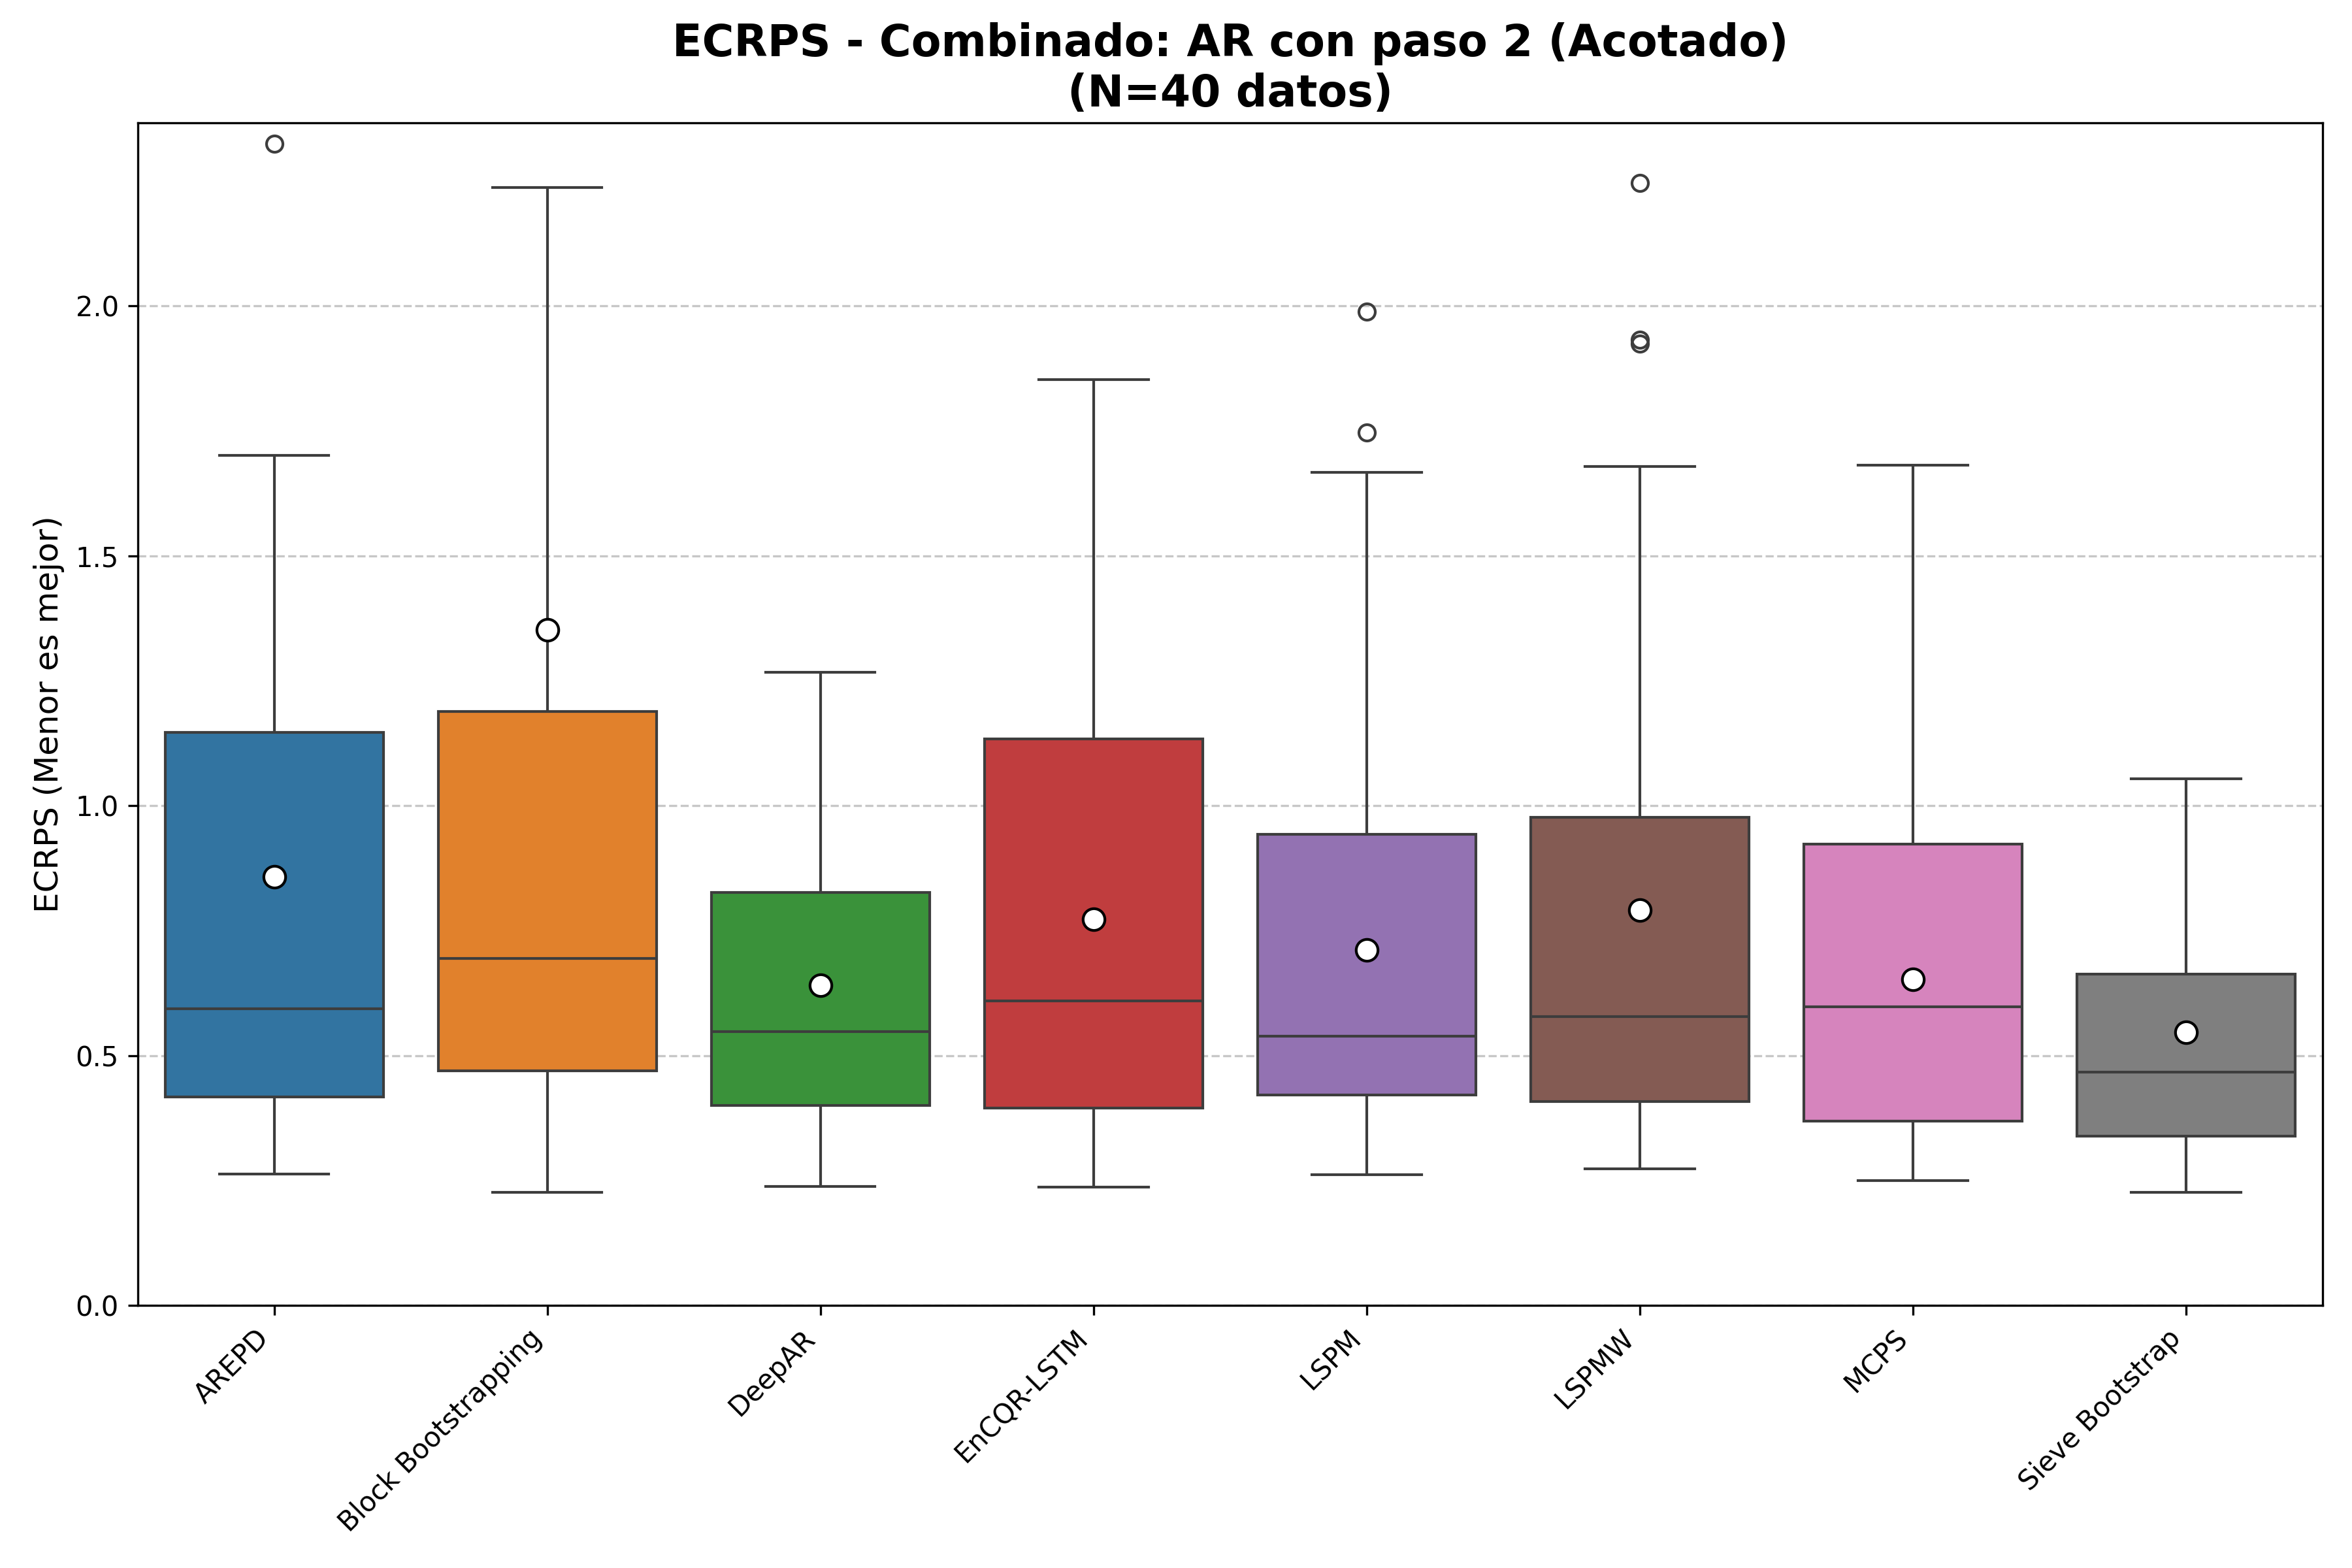 ECRPS - Combinado: AR con paso 2 (Acotado)
(N=40 datos)
ECRPS (Menor es mejor)
2.0
1.5
1.0
0.5
0.0
AREPD
Block Bootstrapping
DeepAR
EnCQR-LSTM
LSPM
LSPMW
MCPS
Sieve Bootstrap